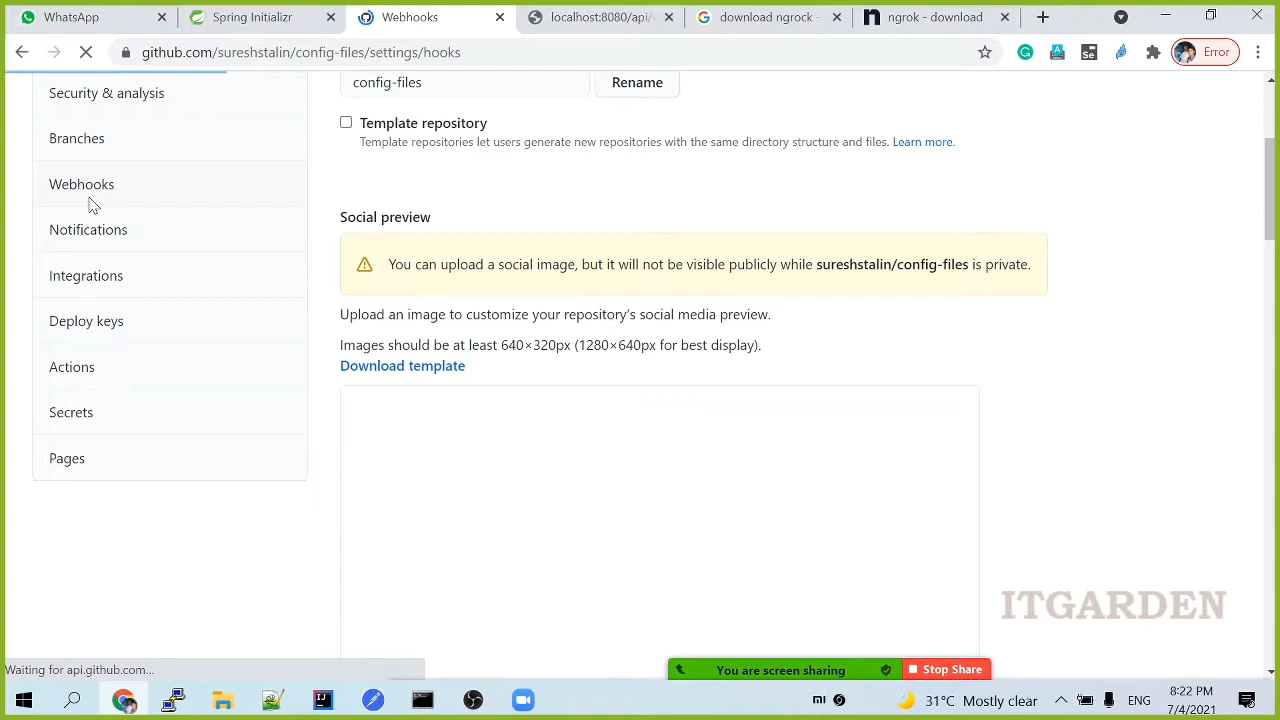 WhatsApp
Spring Initializr
Webhooks
localhost:8080/api/
download ngrock -
ngrok - download
github.com/sureshstalin/config-files/settings/hooks
Se
Error
Security & analysis
Branches
Webhooks
Notifications
Integrations
Deploy keys
Actions
Secrets
Pages
config-files
Rename
Template repository
Template repositories let users generate new repositories with the same directory structure and files. Learn more.
Social preview
You can upload a social image, but it will not be visible publicly while sureshstalin/config-files is private.
Upload an image to customize your repository's social media preview.
Images should be at least 640×320px (1280×640px for best display).
Download template
ITGARDEN
Waiting for api.github.com...
You are screen sharing
Stop Share
31°C Mostly clear
ENG
8:22 PM
7/4/2021